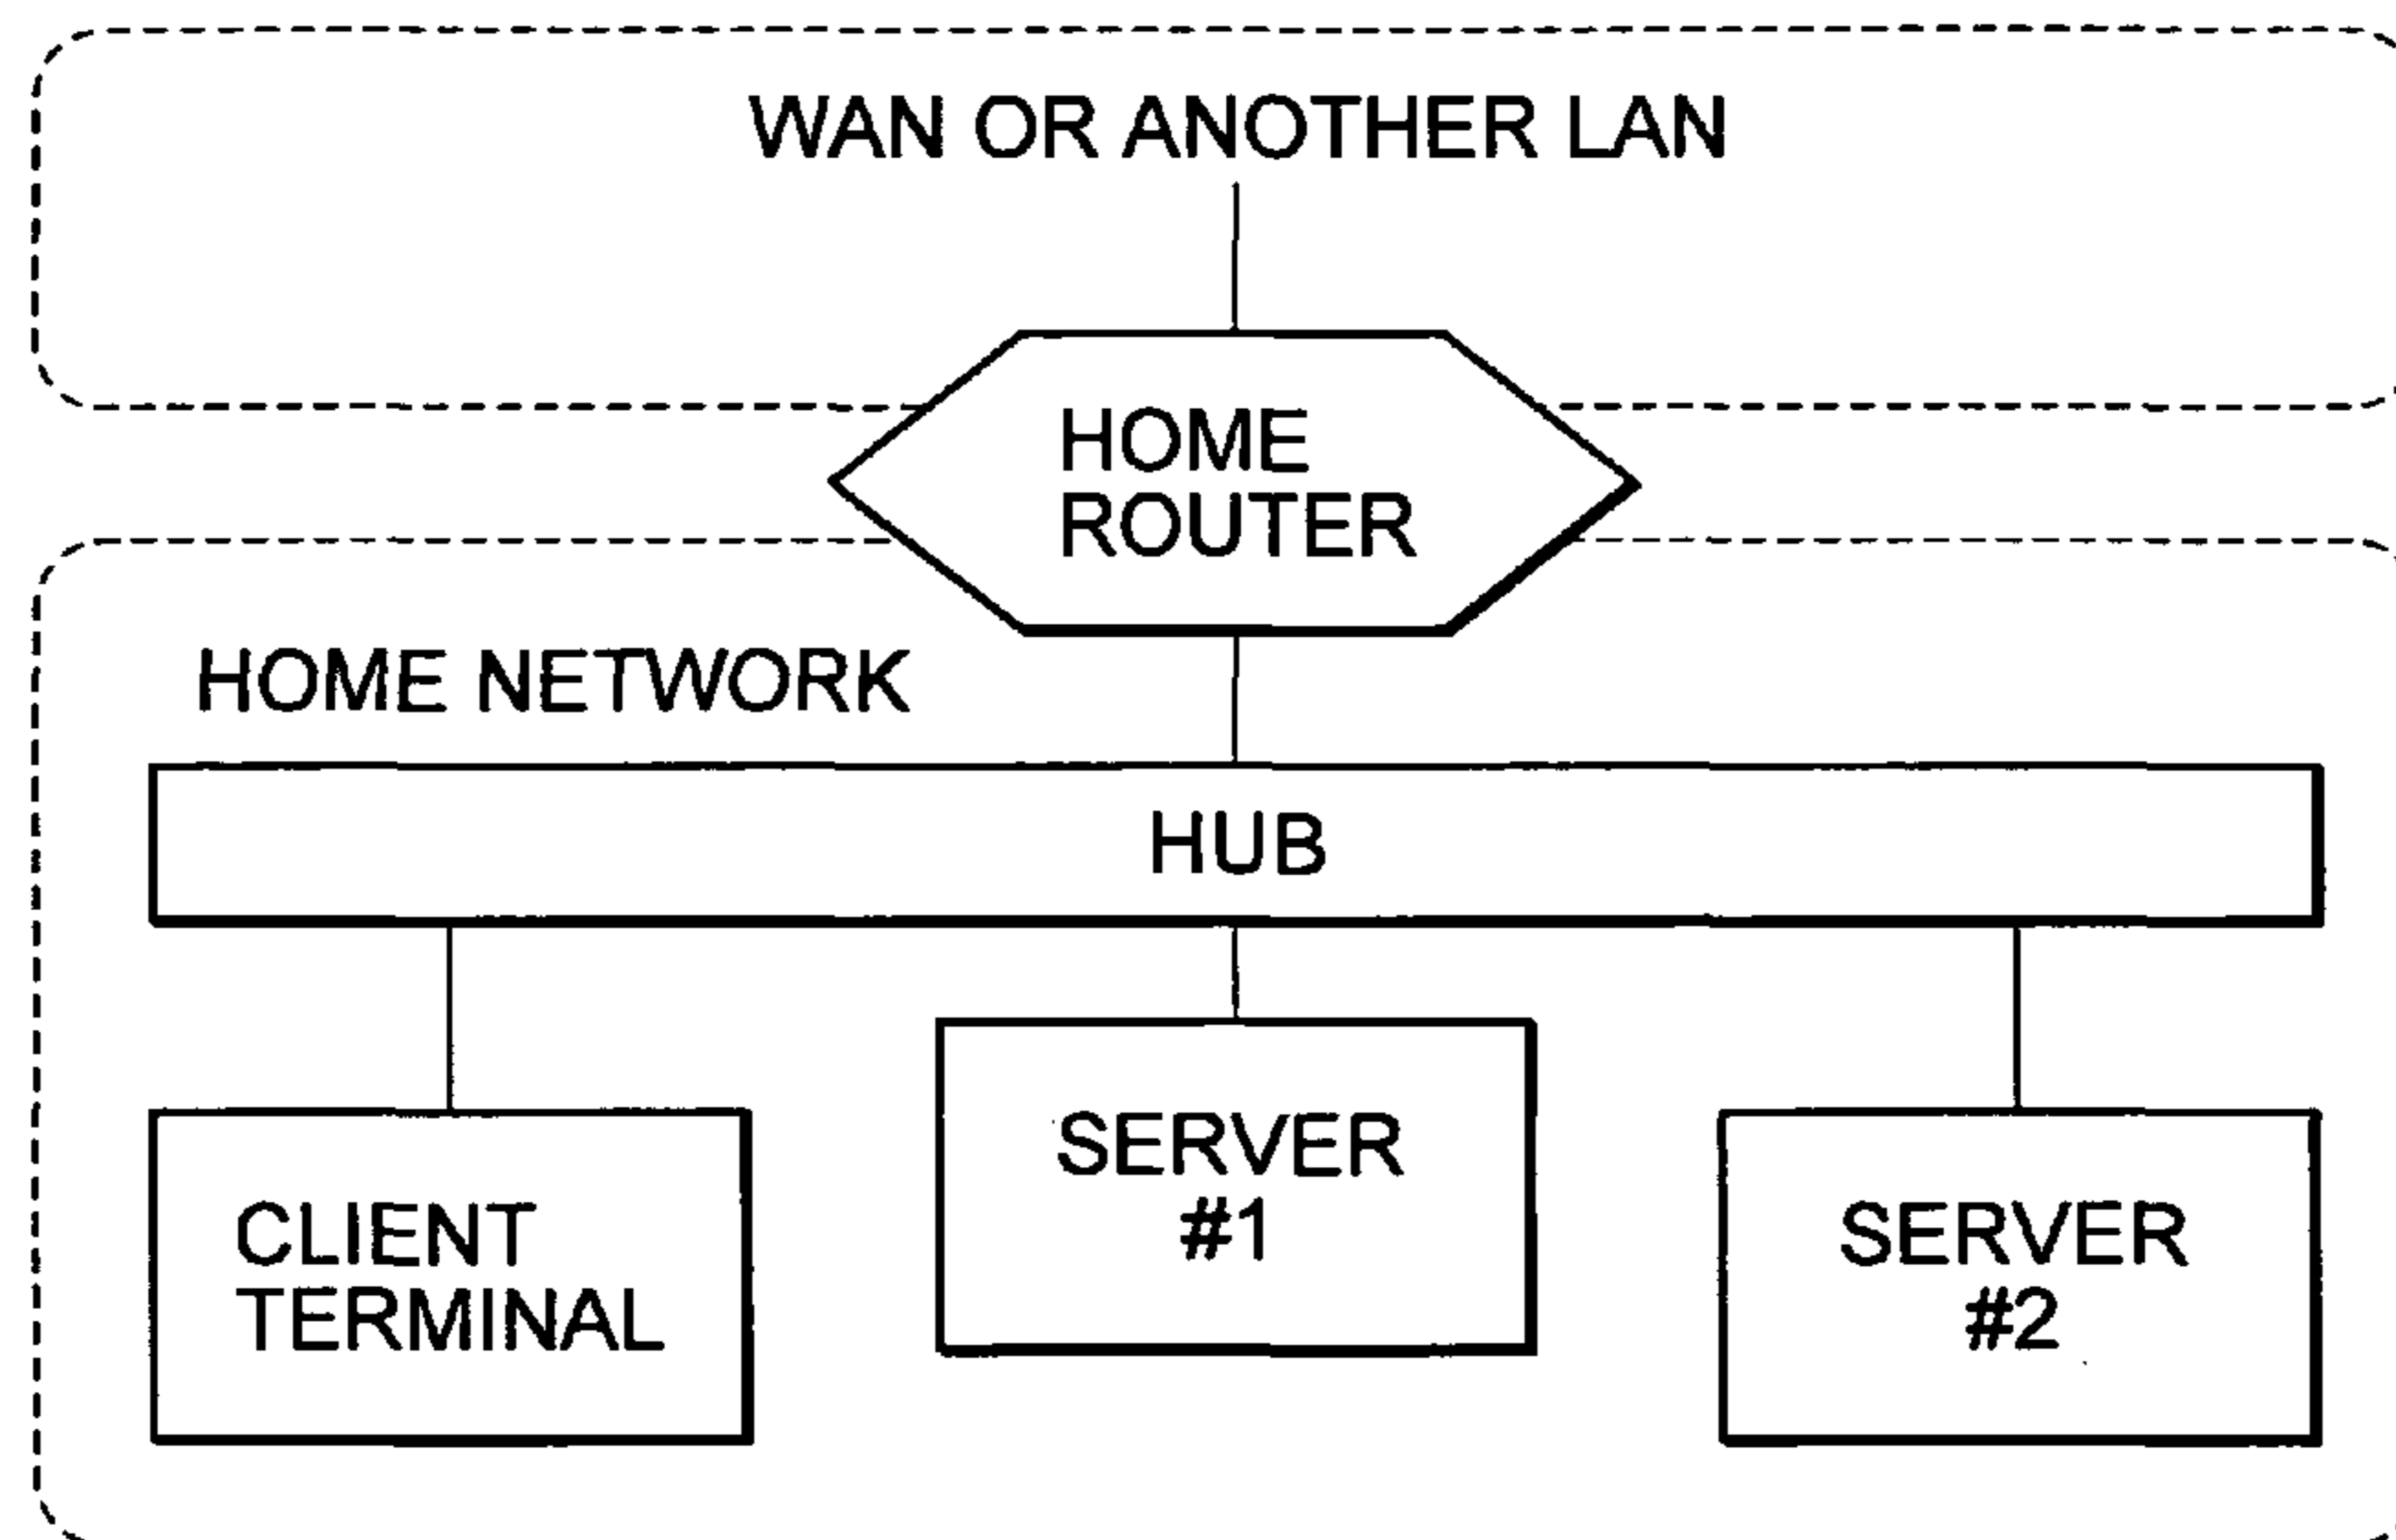 WAN OR ANOTHER LAN
HOME
ROUTER
HOME NETWORK
HUB
CLIENT
TERMINAL
SERVER
#1
SERVER
#2